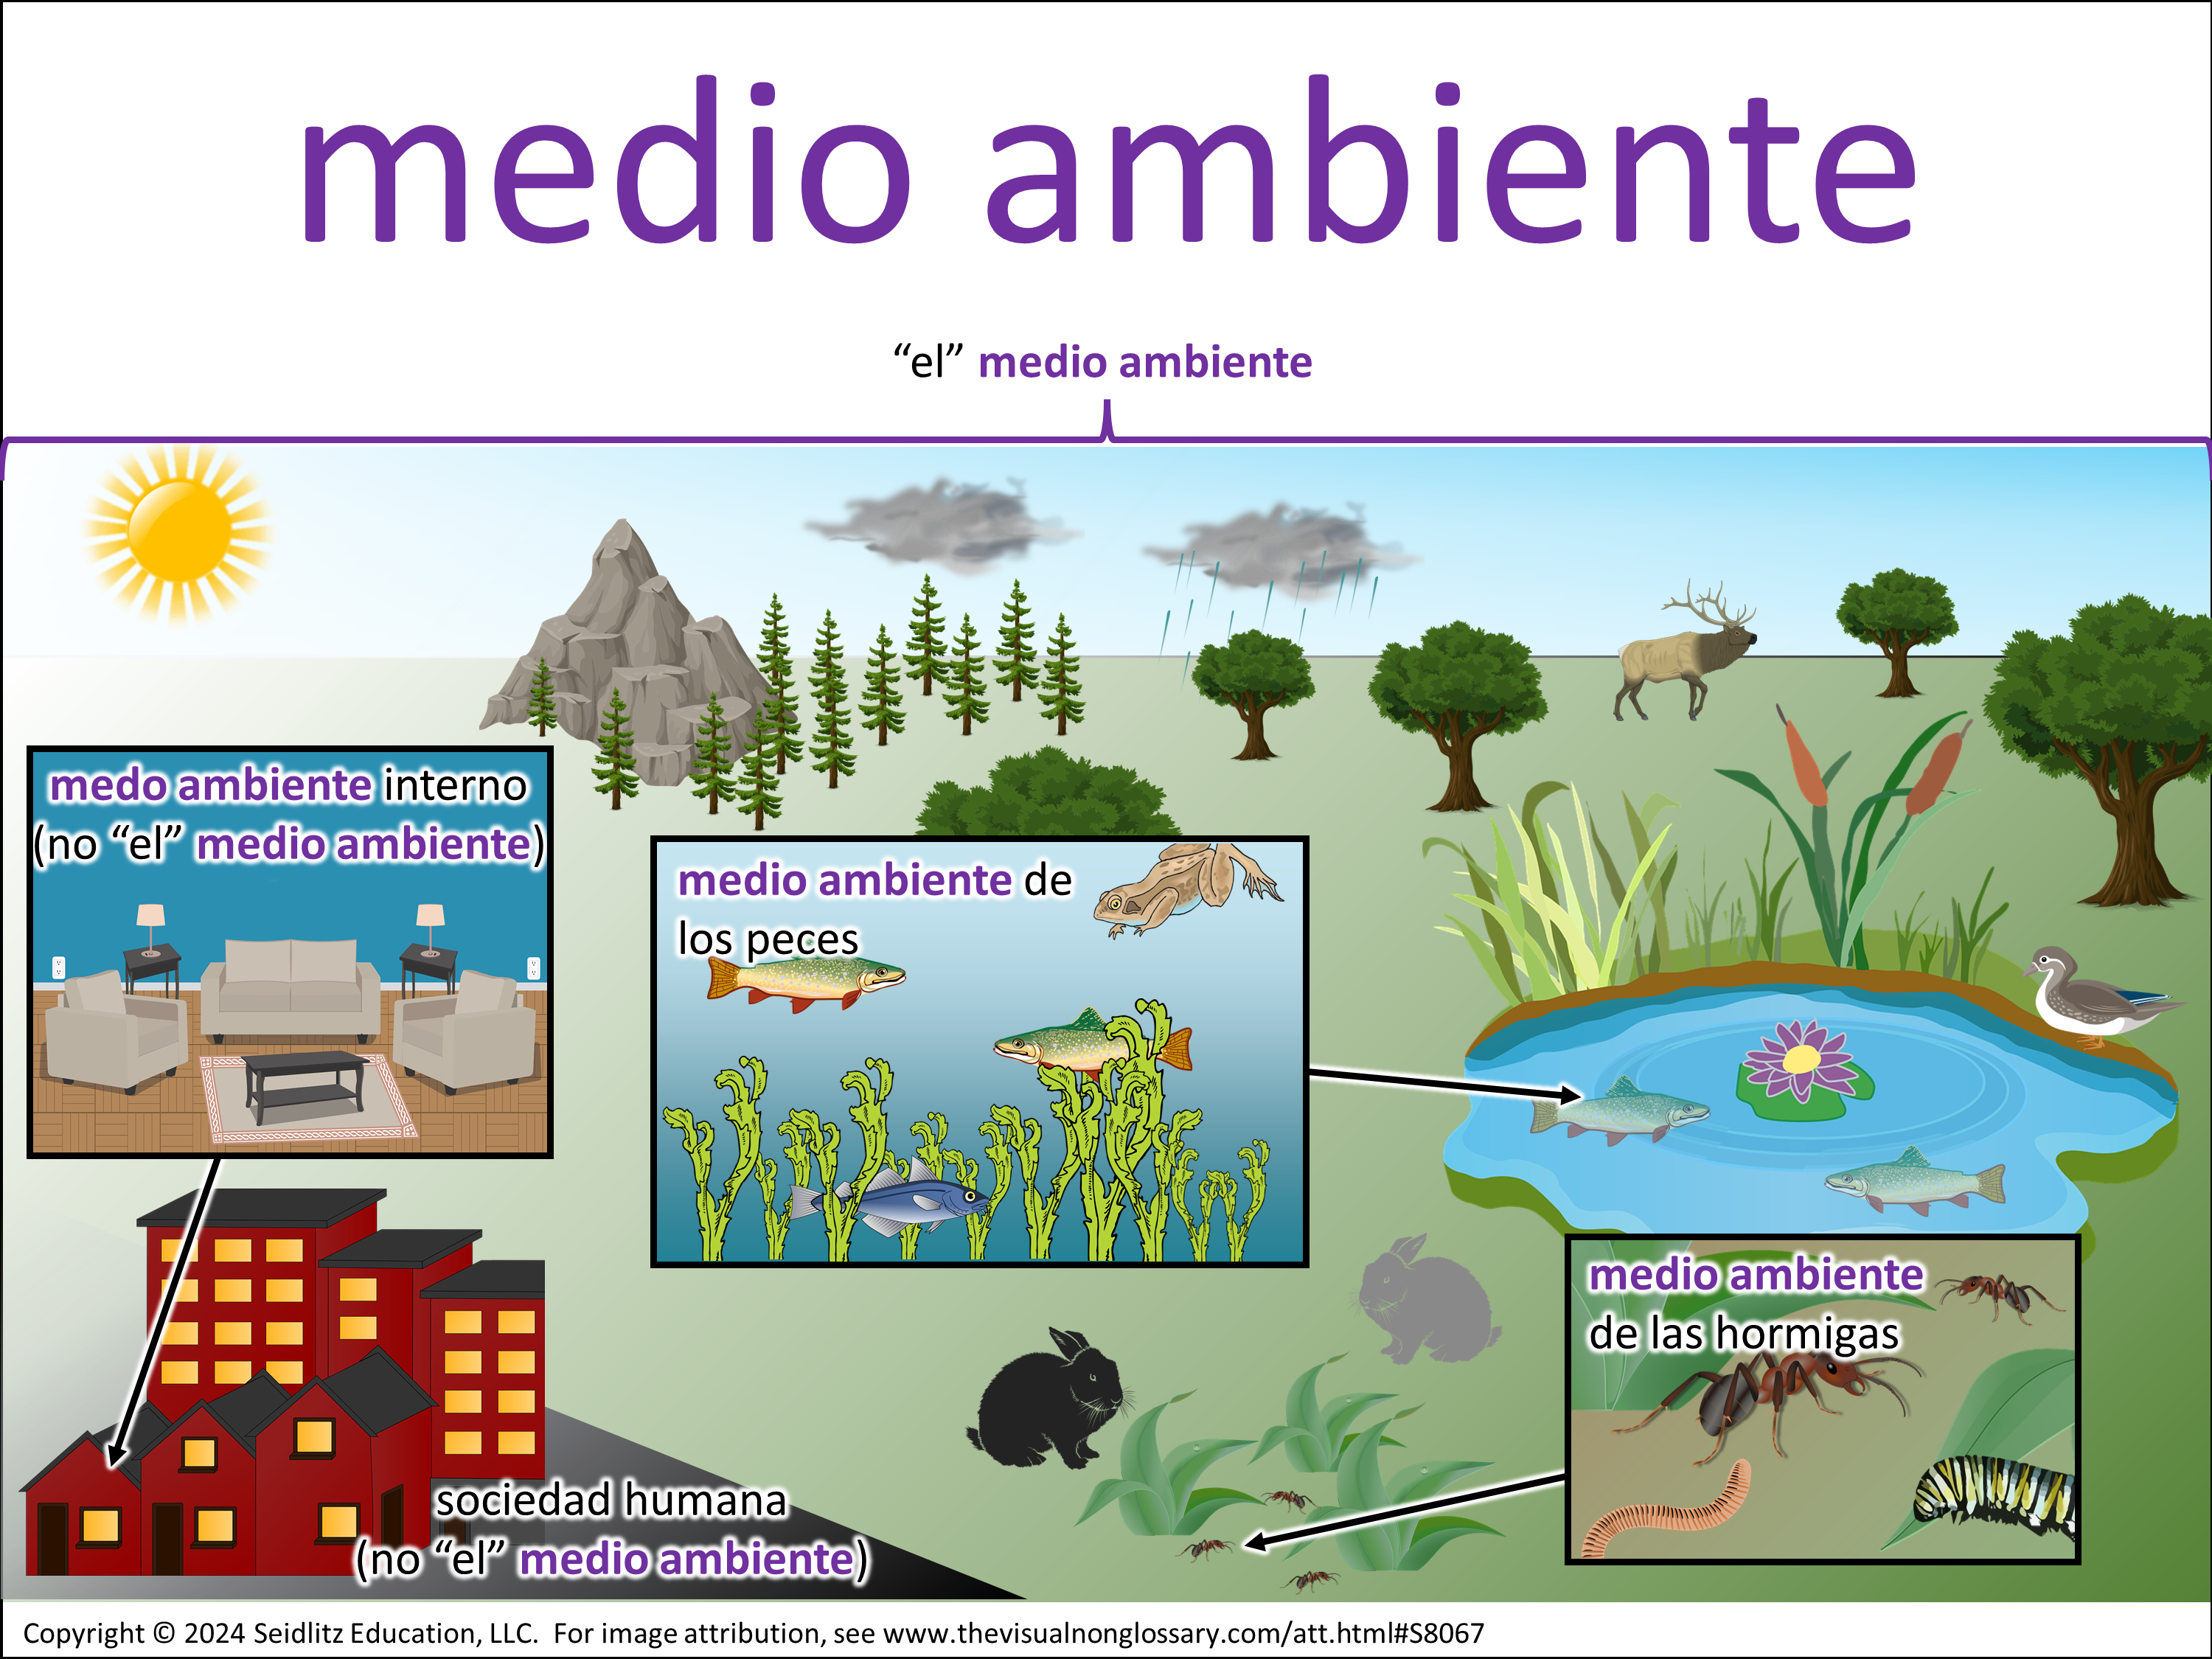 medio ambiente
“el” medio ambiente
medo ambiente interno
(no “el” medio ambiente)
medio ambiente de
los peces
medio ambiente
de las hormigas
sociedad humana
(no “el” medio ambiente)
Copyright © 2024 Seidlitz Education, LLC.  For image attribution, see www.thevisualnonglossary.com/att.html#S8067